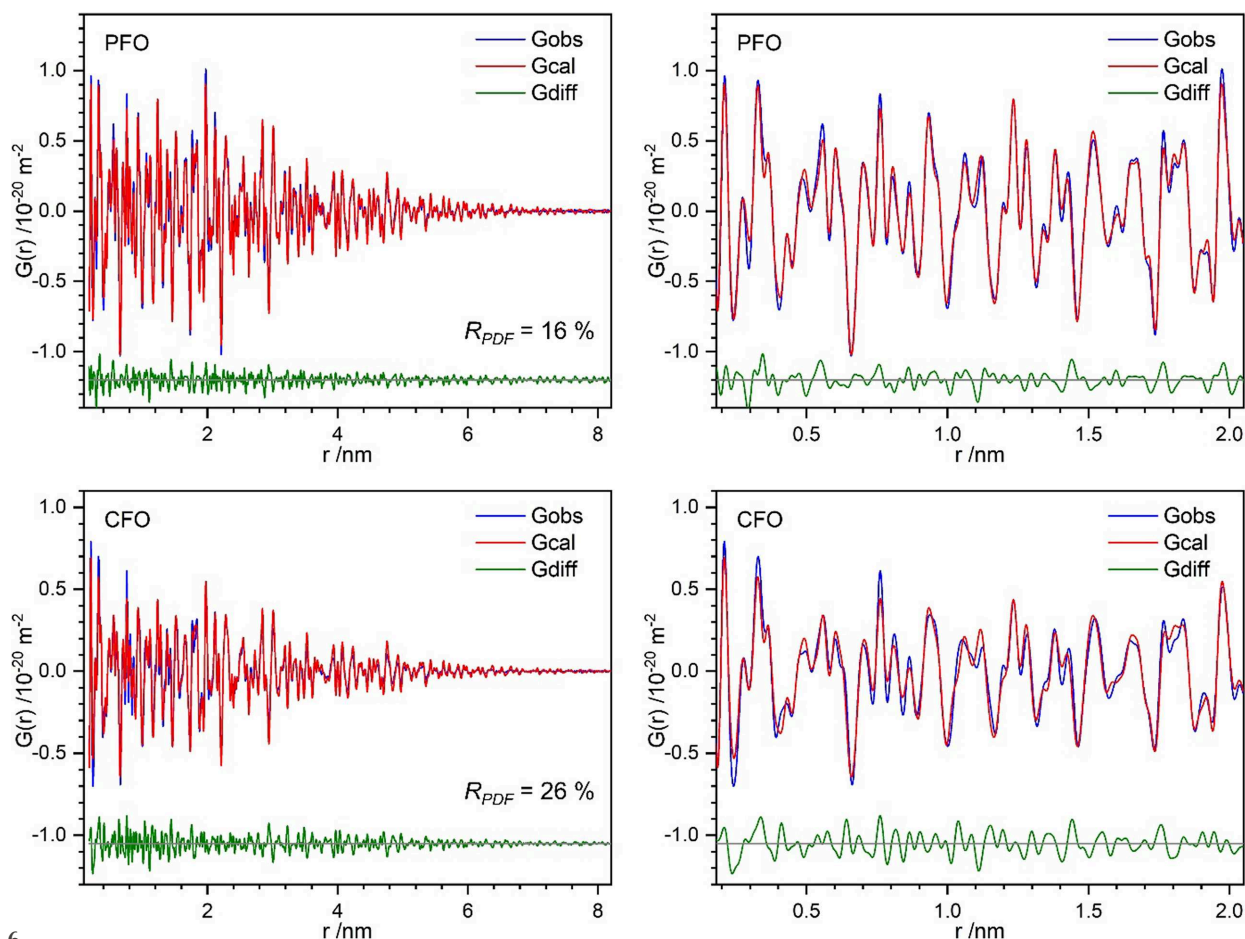 PFO
Gobs
Gcal
Gdiff
1.0
0.5
0.0
-0.5
-1.0
G(r) /10⁻²⁰ m⁻²
R_PDF = 16 %
2
4
6
8
r /nm
PFO
Gobs
Gcal
Gdiff
1.0
0.5
0.0
-0.5
-1.0
G(r) /10⁻²⁰ m⁻²
0.5
1.0
1.5
2.0
r /nm
CFO
Gobs
Gcal
Gdiff
1.0
0.5
0.0
-0.5
-1.0
G(r) /10⁻²⁰ m⁻²
R_PDF = 26 %
2
4
6
8
r /nm
CFO
Gobs
Gcal
Gdiff
1.0
0.5
0.0
-0.5
-1.0
G(r) /10⁻²⁰ m⁻²
0.5
1.0
1.5
2.0
r /nm